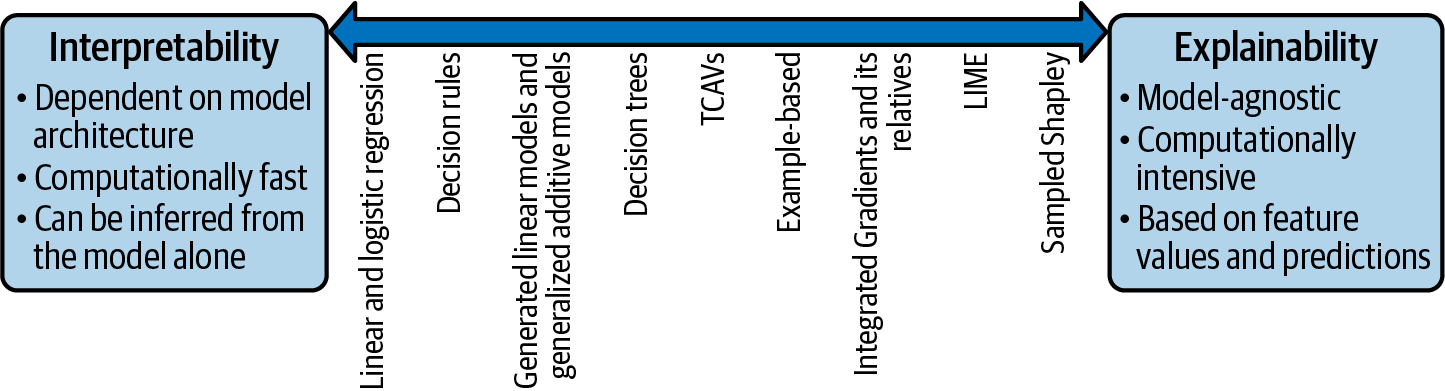 Interpretability
• Dependent on model
architecture
• Computationally fast
• Can be inferred from
the model alone
Linear and logistic regression
Decision rules
Generated linear models and
generalized additive models
Decision trees
TCAVs
Example-based
Integrated Gradients and its
relatives
LIME
Sampled Shapley
Explainability
• Model-agnostic
• Computationally
intensive
• Based on feature
values and predictions